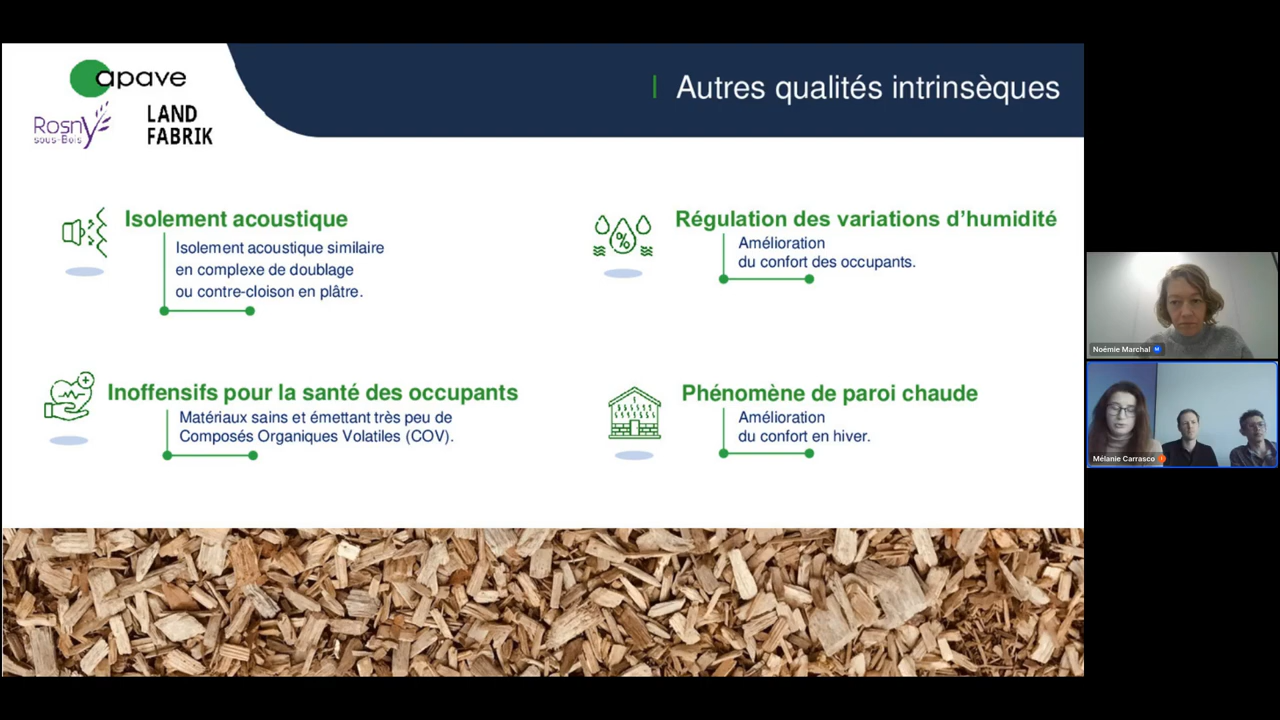 apave
Rosny
sous-Bois
LAND
FABRIK
Autres qualités intrinsèques
Isolement acoustique
Isolement acoustique similaire
en complexe de doublage
ou contre-cloison en plâtre.
Régulation des variations d’humidité
Amélioration
du confort des occupants.
%
Inoffensifs pour la santé des occupants
Matériaux sains et émettant très peu de
Composés Organiques Volatiles (COV).
Phénomène de paroi chaude
Amélioration
du confort en hiver.
Noémie Marchal M
Mélanie Carrasco